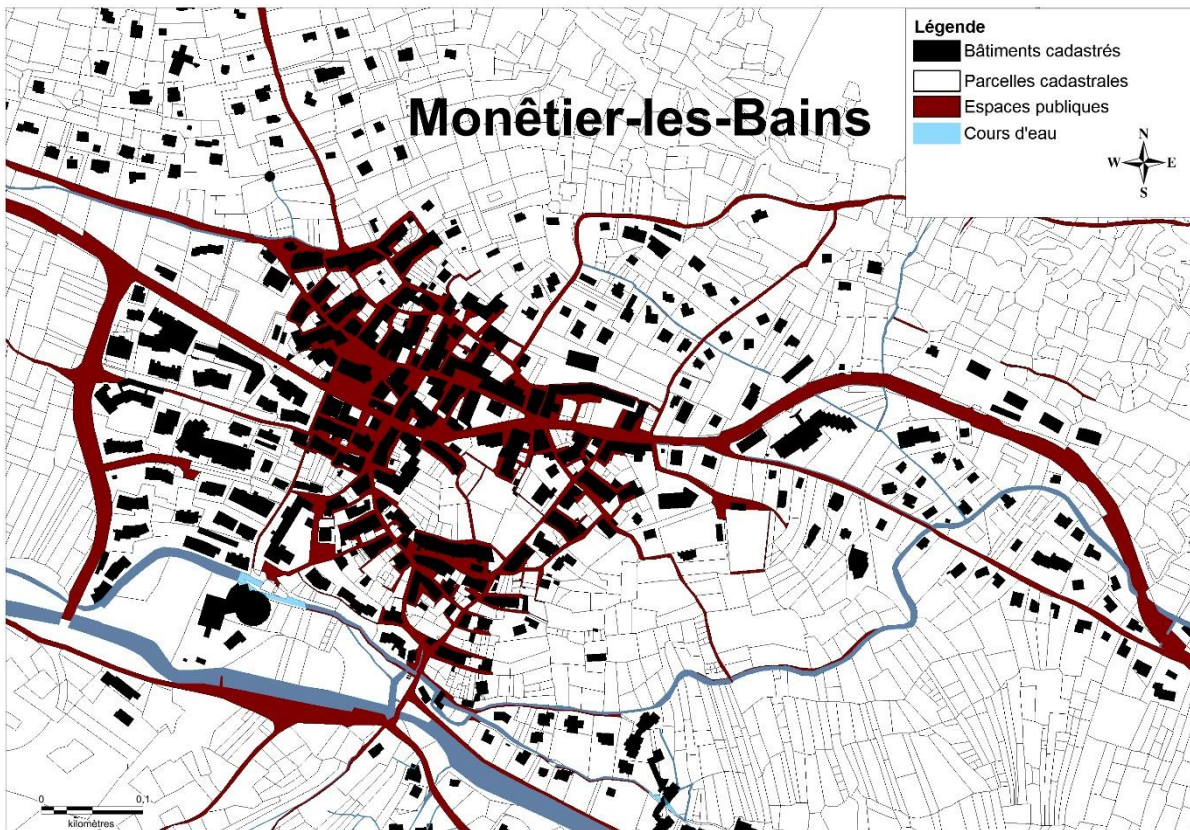 Légende
Bâtiments cadastrés
Parcelles cadastrales
Espaces publiques
Cours d'eau
Monêtier-les-Bains
N
W E
S
0 0,1
kilomètres